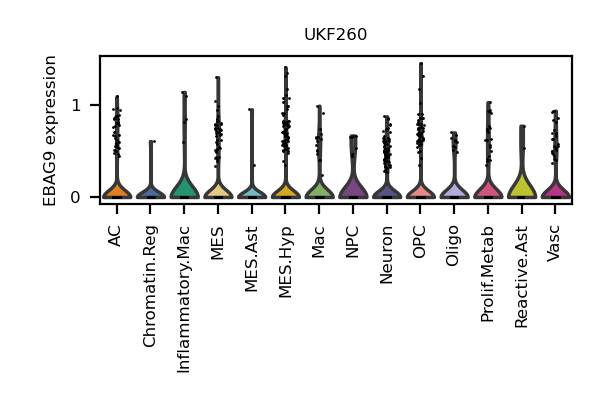 UKF260
EBAG9 expression
1
0
AC
Chromatin.Reg
Inflammatory.Mac
MES
MES.Ast
MES.Hyp
Mac
NPC
Neuron
OPC
Oligo
Prolif.Metab
Reactive.Ast
Vasc